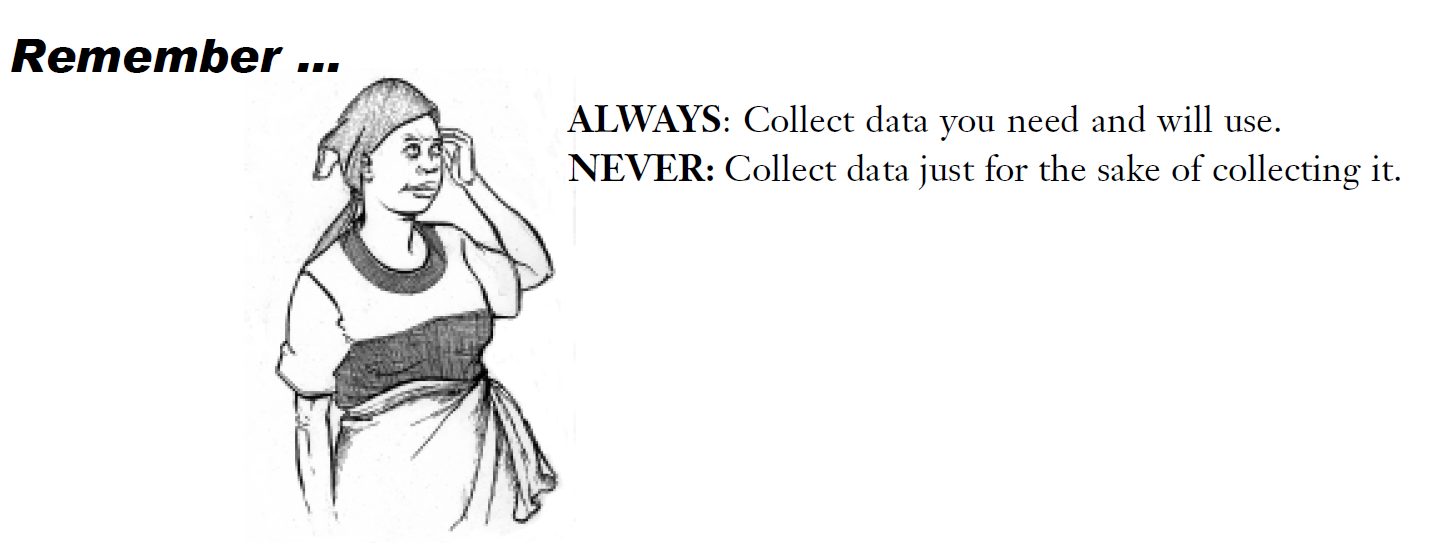 Remember ...
ALWAYS: Collect data you need and will use.
NEVER: Collect data just for the sake of collecting it.